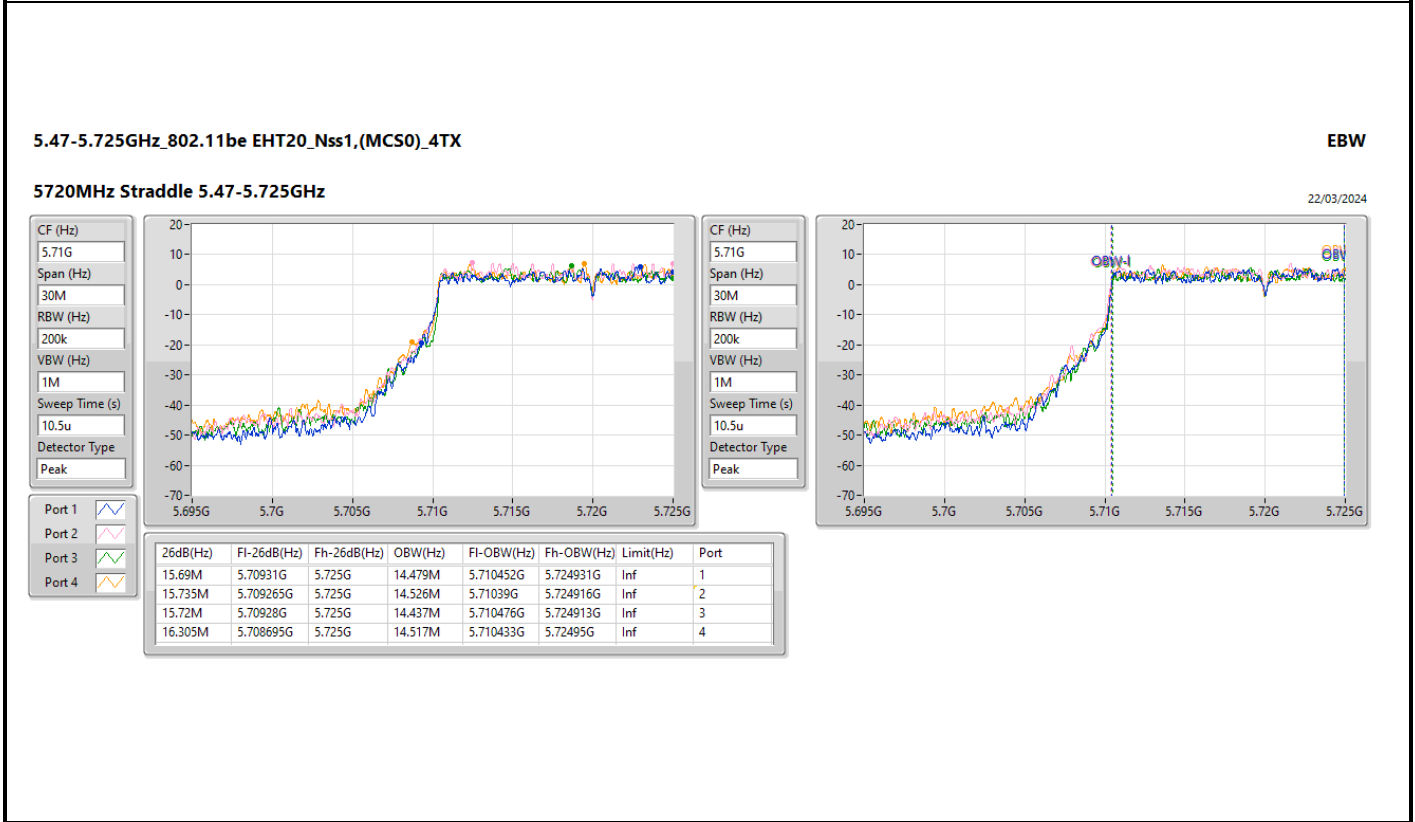 5.47-5.725GHz_802.11be EHT20_Nss1,(MCS0)_4TX
EBW
5720MHz Straddle 5.47-5.725GHz
22/03/2024
CF (Hz)
5.71G
Span (Hz)
30M
RBW (Hz)
200k
VBW (Hz)
1M
Sweep Time (s)
10.5u
Detector Type
Peak
20
10
0
-10
-20
-30
-40
-50
-60
-70
5.695G 5.7G 5.705G 5.71G 5.715G 5.72G 5.725G
CF (Hz)
5.71G
Span (Hz)
30M
RBW (Hz)
200k
VBW (Hz)
1M
Sweep Time (s)
10.5u
Detector Type
Peak
20
10
0
-10
-20
-30
-40
-50
-60
-70
OBW-l
5.695G 5.7G 5.705G 5.71G 5.715G 5.72G 5.725G
Port 1
Port 2
Port 3
Port 4
26dB(Hz) Fl-26dB(Hz) Fh-26dB(Hz) OBW(Hz) Fl-OBW(Hz) Fh-OBW(Hz) Limit(Hz) Port
15.69M 5.70931G 5.725G 14.479M 5.710452G 5.724931G Inf 1
15.735M 5.709265G 5.725G 14.526M 5.71039G 5.724916G Inf 2
15.72M 5.70928G 5.725G 14.437M 5.710476G 5.724913G Inf 3
16.305M 5.708695G 5.725G 14.517M 5.710433G 5.72495G Inf 4